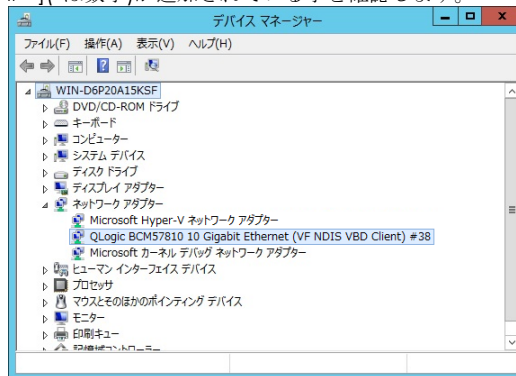 デバイス マネージャー
ファイル(F) 操作(A) 表示(V) ヘルプ(H)
WIN-D6P20A15KSF
DVD/CD-ROM ドライブ
キーボード
コンピューター
システム デバイス
ディスク ドライブ
ディスプレイ アダプター
ネットワーク アダプター
Microsoft Hyper-V ネットワーク アダプター
QLogic BCM57810 10 Gigabit Ethernet (VF NDIS VBD Client) #38
Microsoft カーネル デバッグ ネットワーク アダプター
ヒューマン インターフェイス デバイス
プロセッサ
マウスとそのほかのポインティング デバイス
モニター
印刷キュー